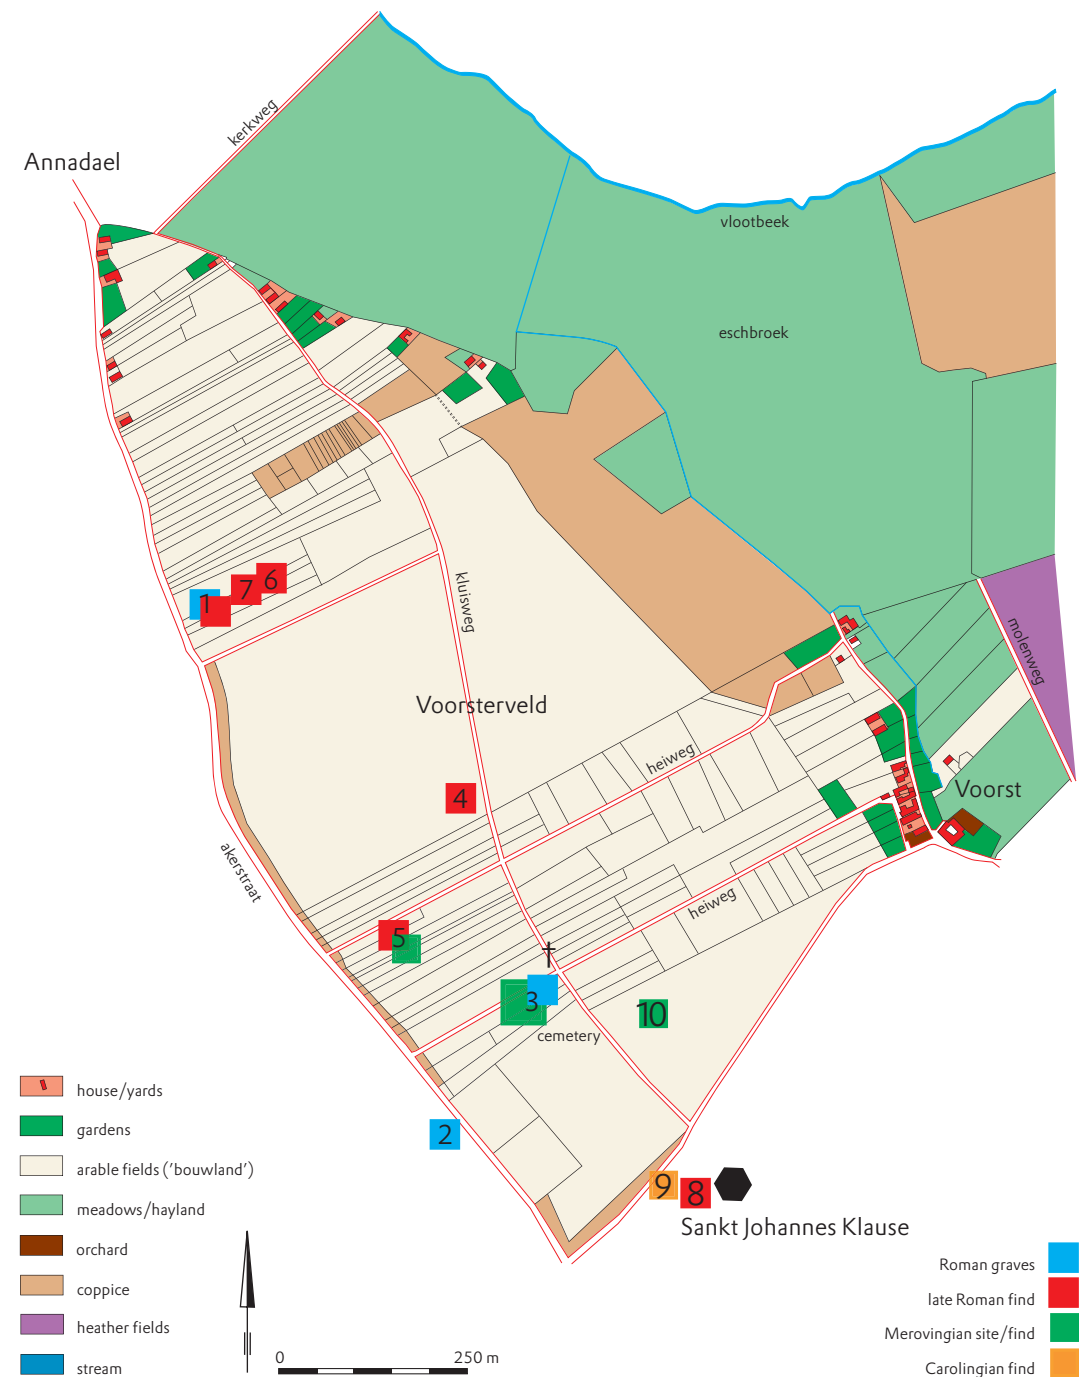 kerkweg
Annadael
vlootbeek
eschbroek
1
7
6
kluisweg
molenweg
Voorsterveld
heiweg
4
Voorst
akerstraat
heiweg
5
†
3
10
cemetery
2
9
8
Sankt Johannes Klause
house/yards
gardens
arable fields ('bouwland')
meadows/hayland
orchard
coppice
heather fields
stream
0 250 m
Roman graves
late Roman find
Merovingian site/find
Carolingian find